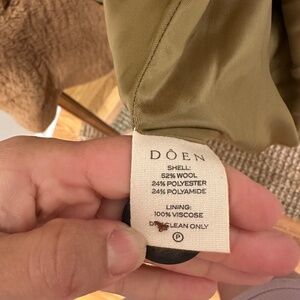 DÔEN
SHELL:
52% WOOL
24% POLYESTER
24% POLYAMIDE
LINING:
100% VISCOSE
DRY CLEAN ONLY
P